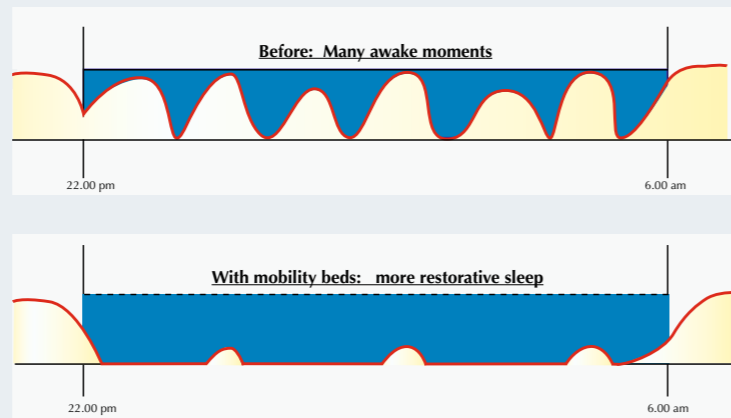 Before: Many awake moments
22.00 pm 6.00 am
With mobility beds: more restorative sleep
22.00 pm 6.00 am